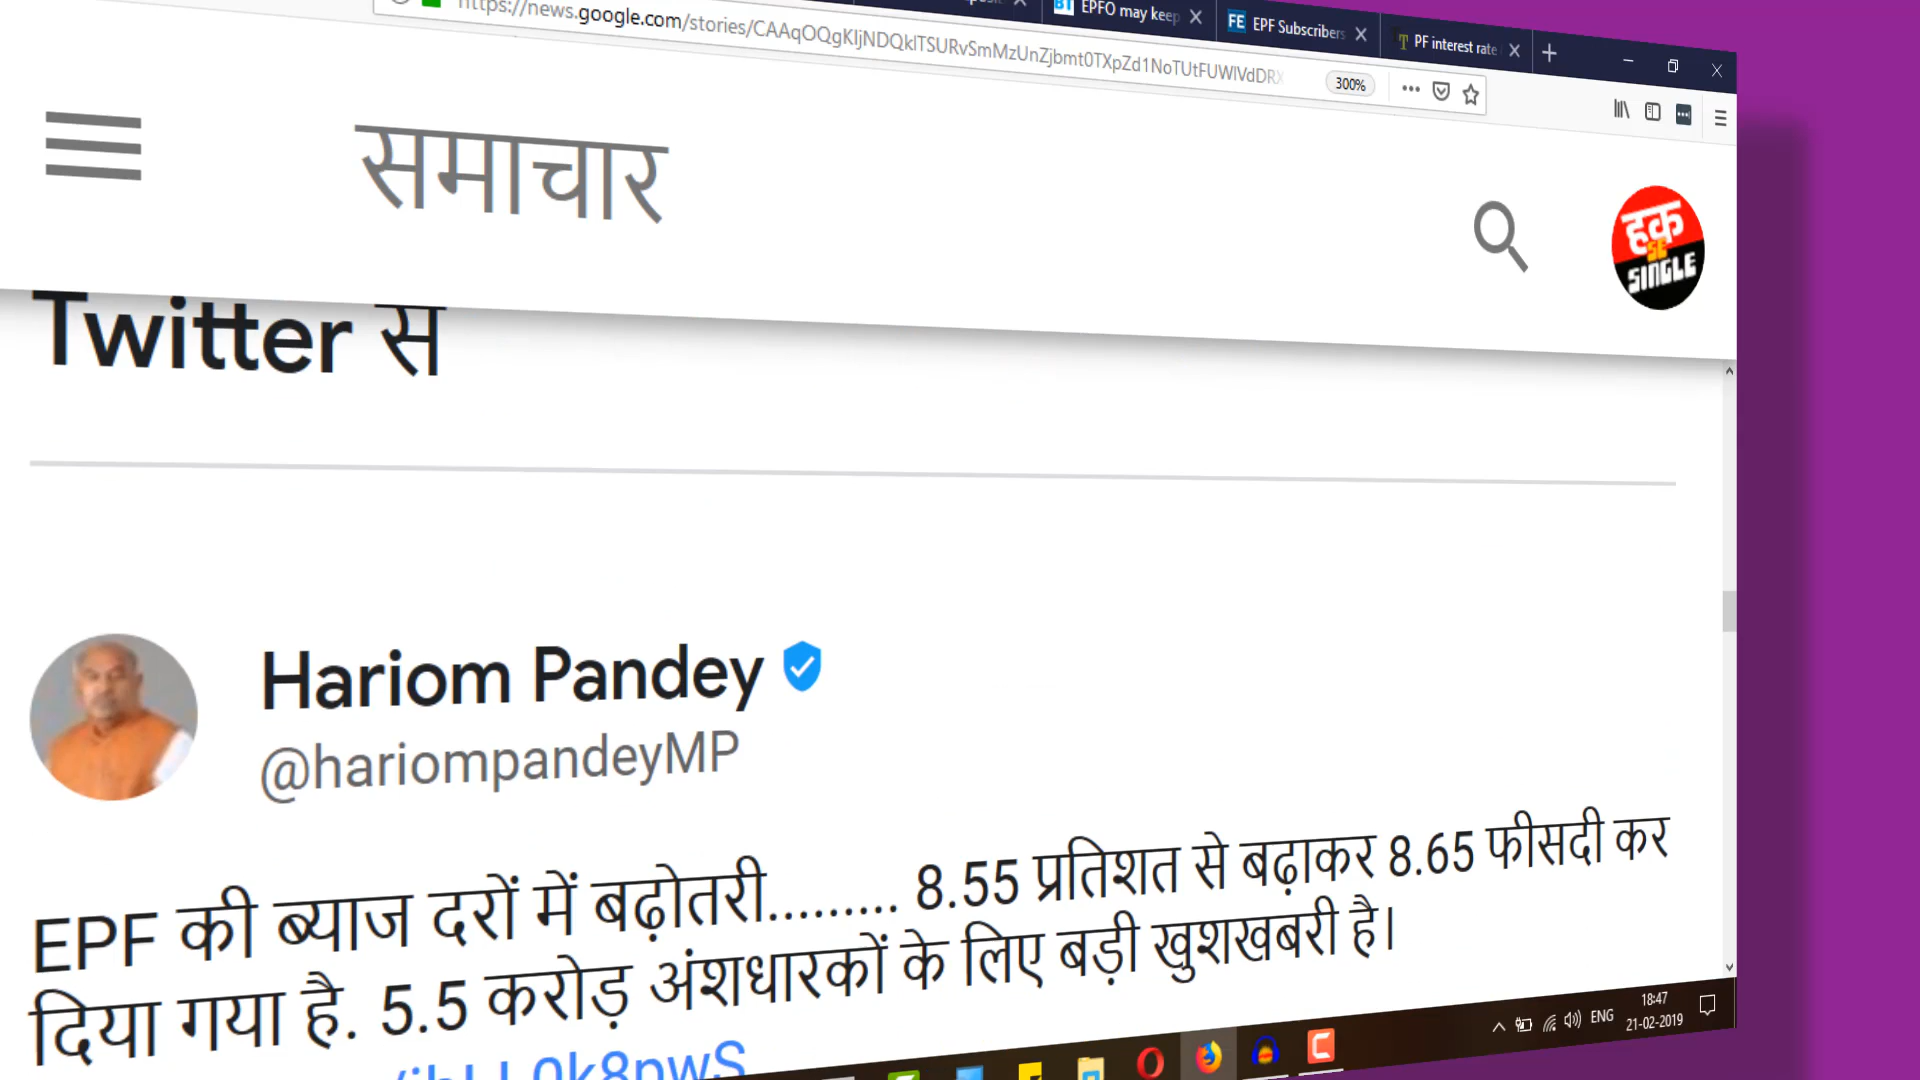 EPFO may keep
EPF Subscribers
PF interest rate
https://news.google.com/stories/CAAqOQgKIjNDQklTSURvSmMzUnZjbmt0TXpZd1NoTUtFUWlVdDRX
300%
समाचार
हक
SE
SINGLE
Twitter से
Hariom Pandey
@hariompandeyMP
EPF की ब्याज दरों में बढ़ोतरी......... 8.55 प्रतिशत से बढ़ाकर 8.65 फीसदी कर
दिया गया है. 5.5 करोड़ अंशधारकों के लिए बड़ी खुशखबरी है।
ENG
18:47
21-02-2019